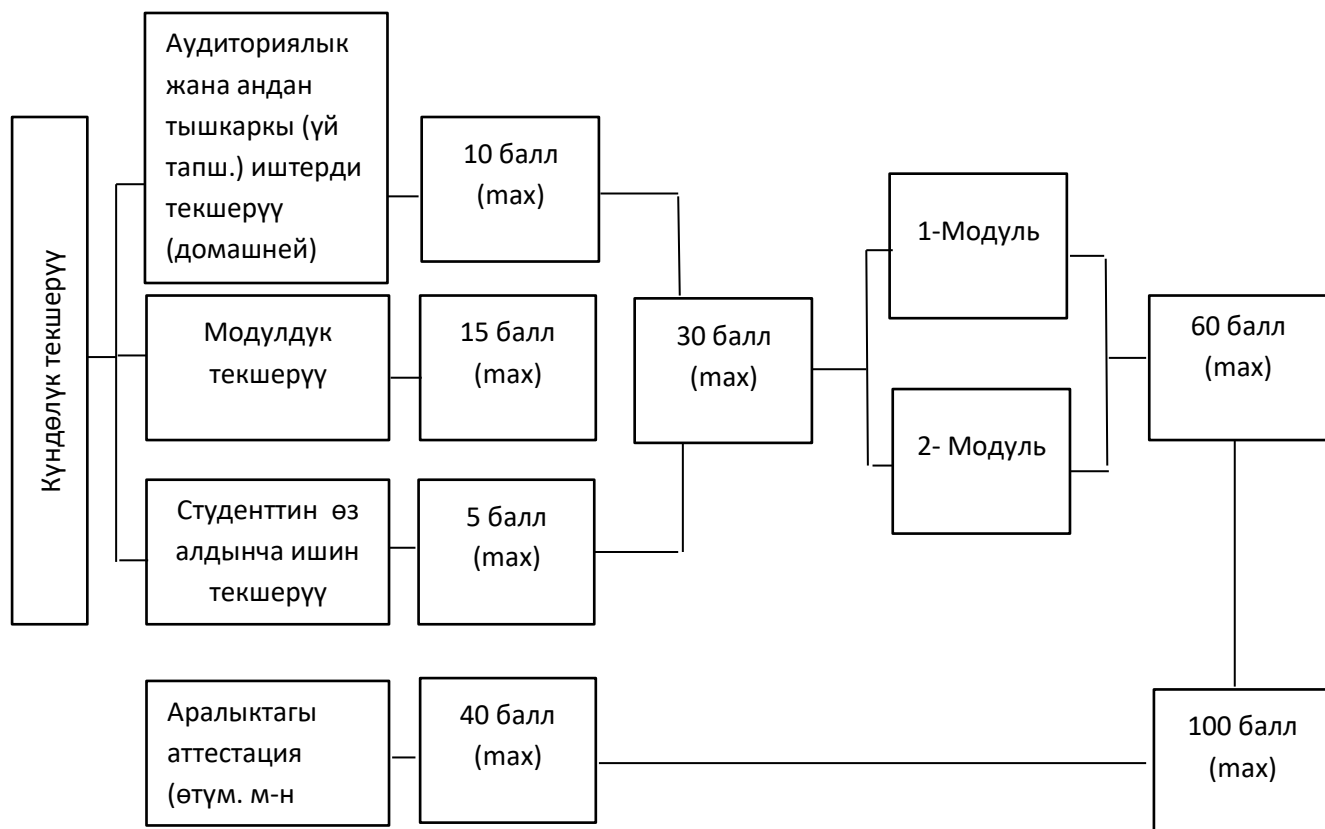 Күндөлүк текшерүү
Аудиториялык
жана андан
тышкаркы (үй
тапш.) иштерди
текшерүү
(домашней)
10 балл
(max)
Модулдук
текшерүү
15 балл
(max)
Студенттин өз
алдынча ишин
текшерүү
5 балл
(max)
30 балл
(max)
1-Модуль
2- Модуль
60 балл
(max)
Аралыктагы
аттестация
(өтүм. м-н
40 балл
(max)
100 балл
(max)